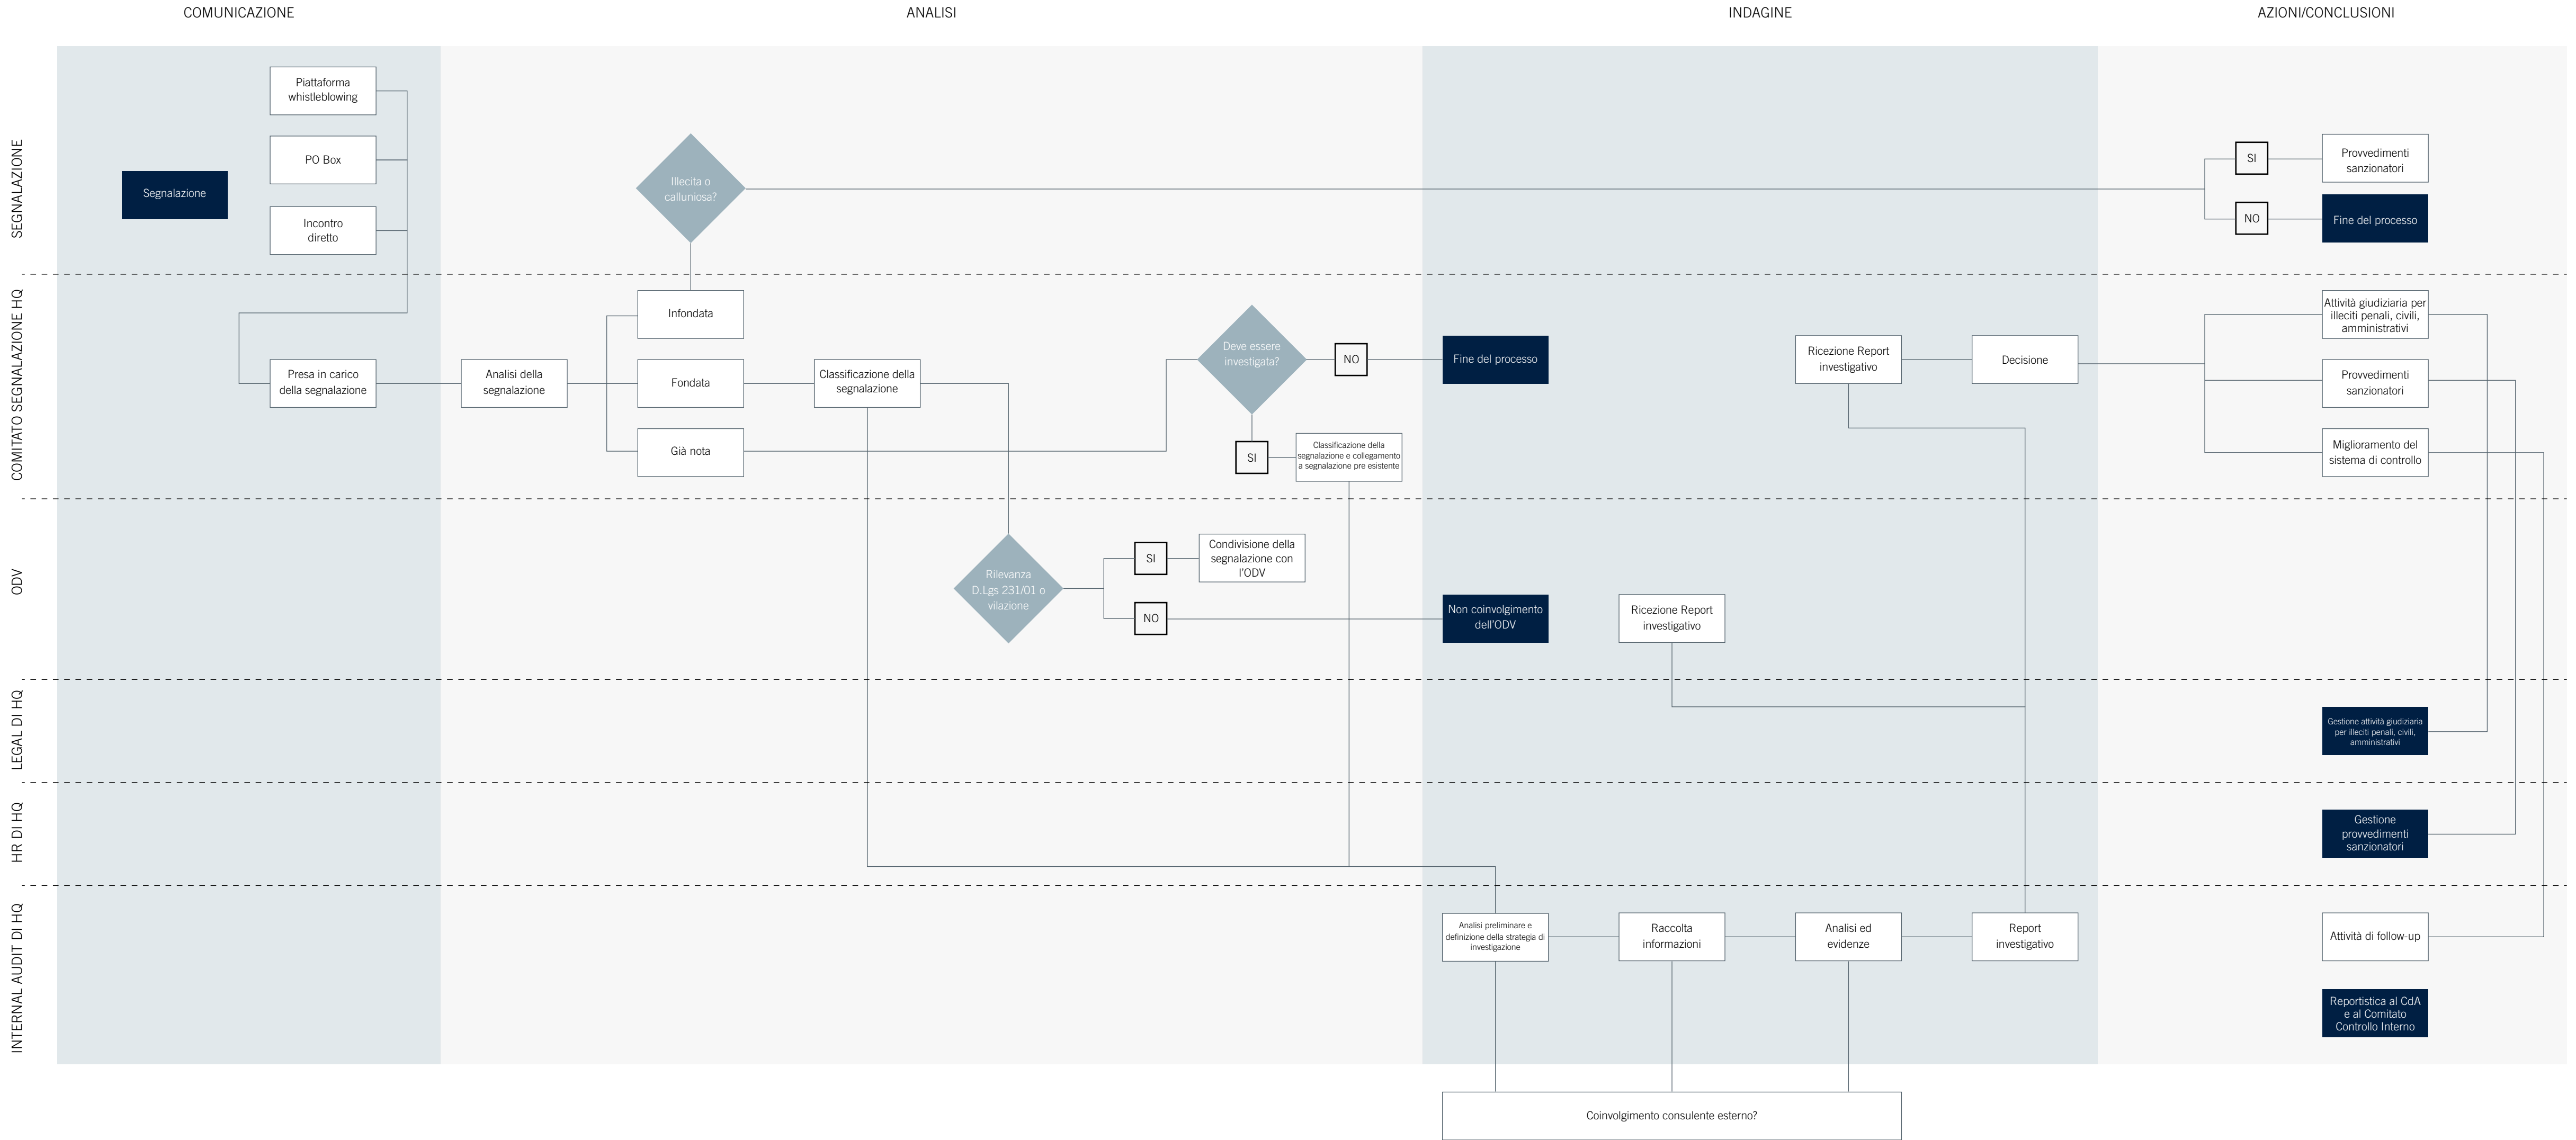 COMUNICAZIONE
ANALISI
INDAGINE
AZIONI/CONCLUSIONI
SEGNALAZIONE
Segnalazione
Piattaforma
whistleblowing
PO Box
Incontro
diretto
Illecita o
calluniosa?
SI
Provvedimenti
sanzionatori
NO
Fine del processo
COMITATO SEGNALAZIONE HQ
Presa in carico
della segnalazione
Analisi della
segnalazione
Infondata
Fondata
Già nota
Classificazione della
segnalazione
Deve essere
investigata?
NO
Fine del processo
SI
Classificazione della
segnalazione e collegamento
a segnalazione pre esistente
Ricezione Report
investigativo
Decisione
Attività giudiziaria per
illeciti penali, civili,
amministrativi
Provvedimenti
sanzionatori
Miglioramento del
sistema di controllo
ODV
Rilevanza
D.Lgs 231/01 o
vilazione
SI
Condivisione della
segnalazione con
l'ODV
NO
Non coinvolgimento
dell'ODV
Ricezione Report
investigativo
LEGAL DI HQ
Gestione attività giudiziaria
per illeciti penali, civili,
amministrativi
HR DI HQ
Gestione
provvedimenti
sanzionatori
INTERNAL AUDIT DI HQ
Analisi preliminare e
definizione della strategia di
investigazione
Raccolta
informazioni
Analisi ed
evidenze
Report
investigativo
Attività di follow-up
Reportistica al CdA
e al Comitato
Controllo Interno
Coinvolgimento consulente esterno?